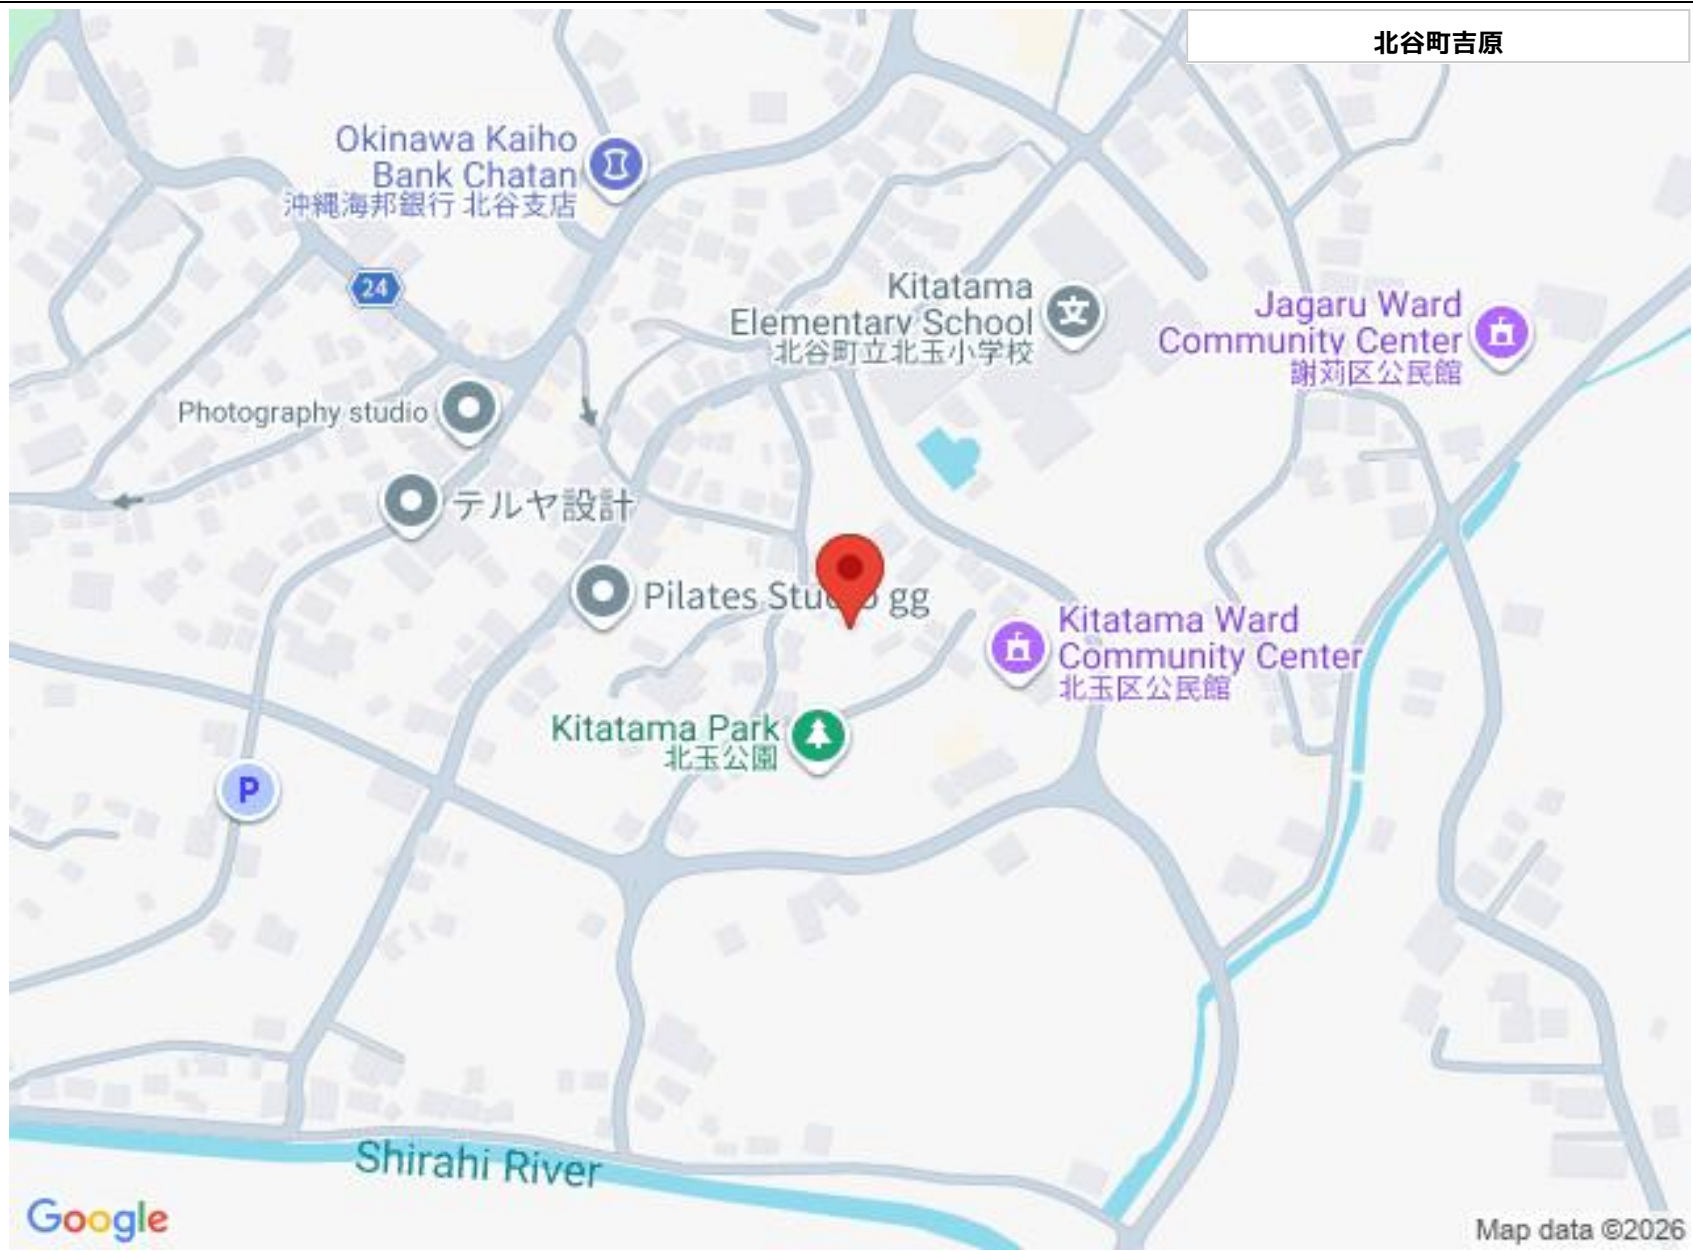 北谷町吉原
Okinawa Kaiho
Bank Chatan
沖縄海邦銀行 北谷支店
24
Kitatama
Elementary School
北谷町立北玉小学校
文
Jagaru Ward
Community Center
謝苅区公民館
Photography studio
テルヤ設計
Pilates Studio gg
Kitatama Ward
Community Center
北玉区公民館
Kitatama Park
北玉公園
P
Shirahi River
Google
Map data ©2026